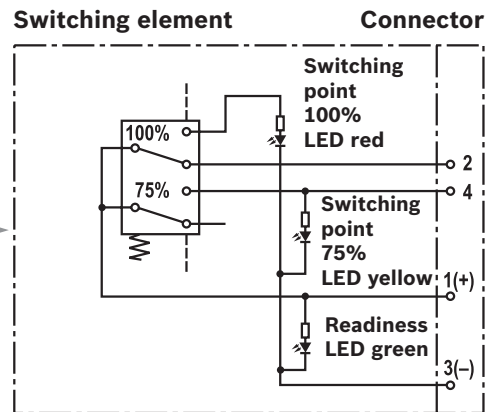 Switching element
Connector
Switching
point
100%
LED red
100%
2
75%
4
Switching
point
75%
LED yellow
1(+)
Readiness
LED green
3(–)